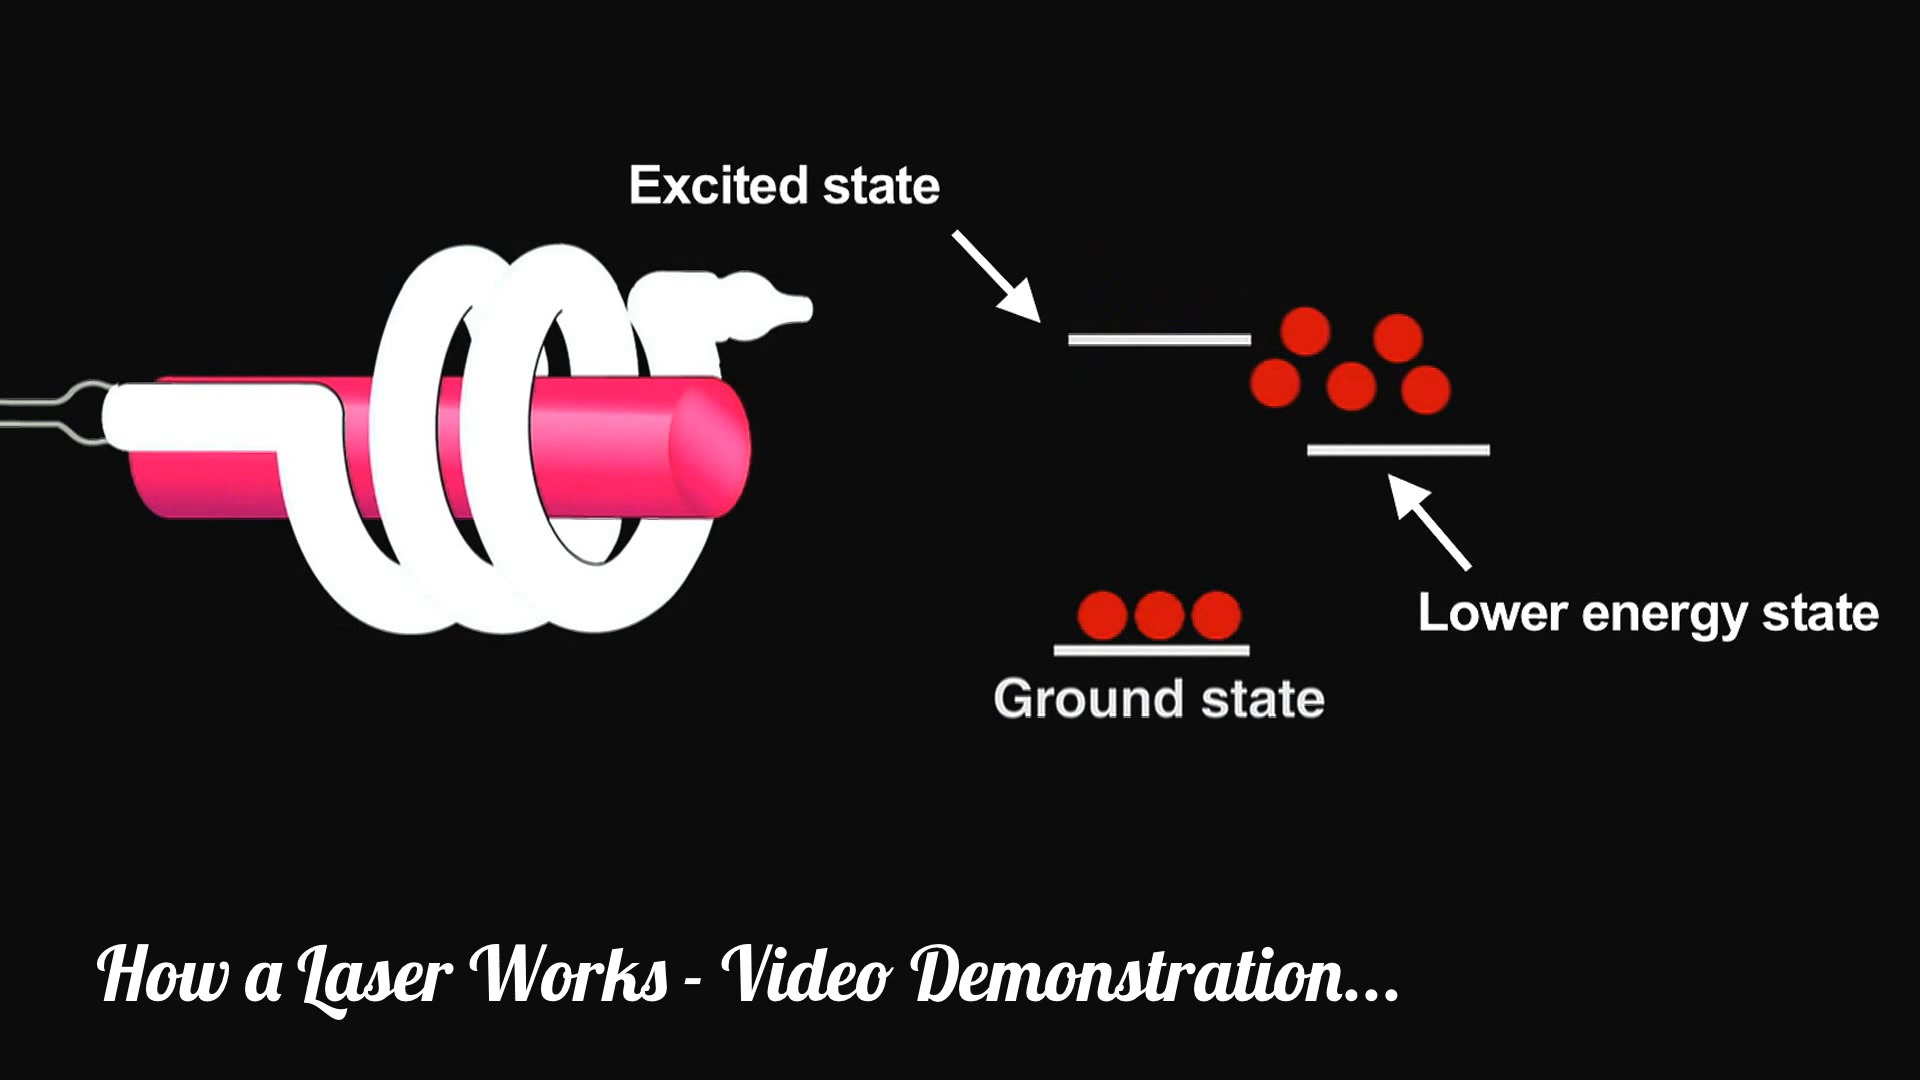 Excited state
Lower energy state
Ground state
How a Laser Works - Video Demonstration...